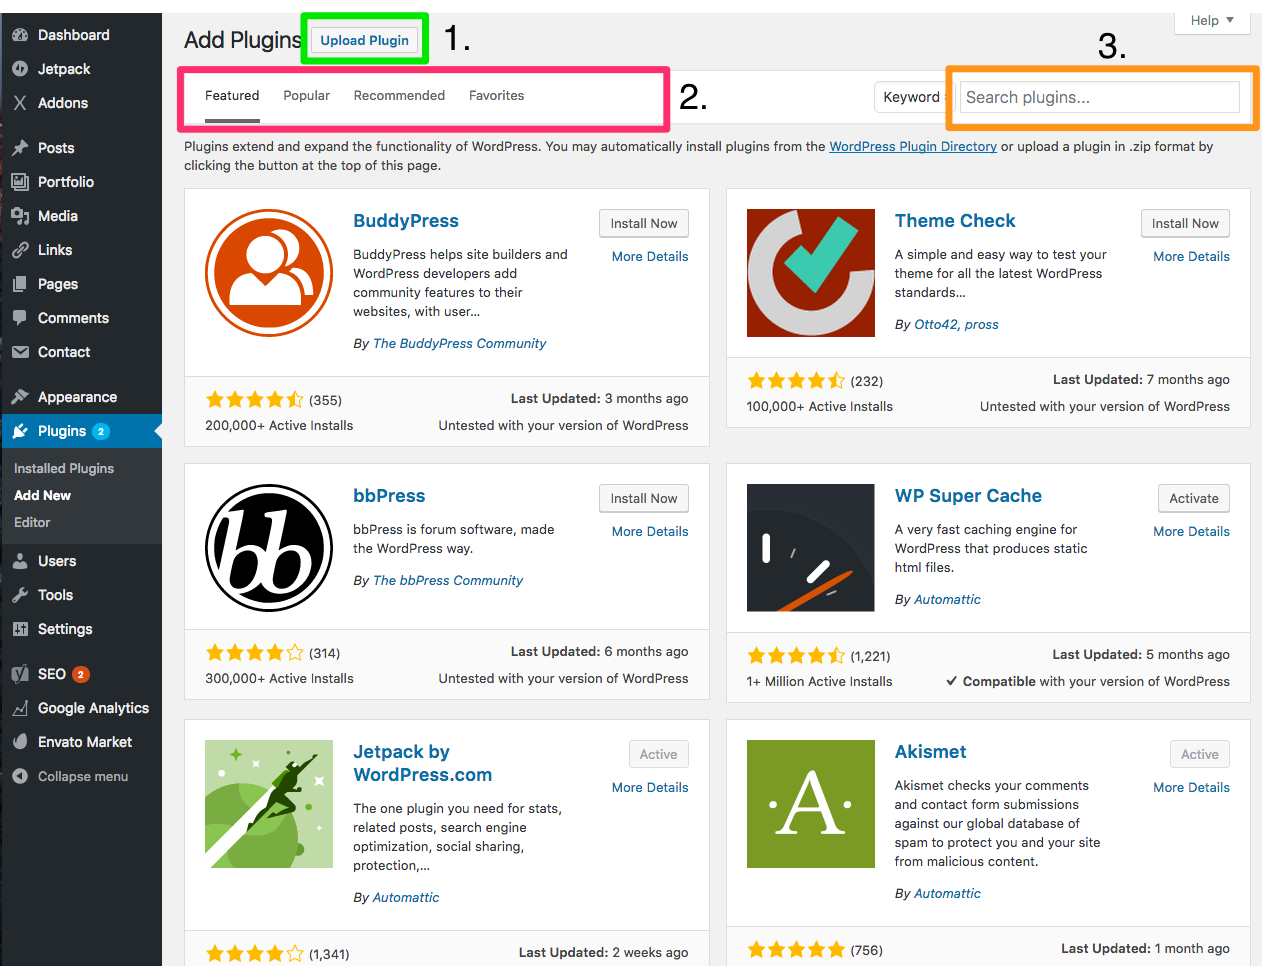 Dashboard
Jetpack
Addons
Posts
Portfolio
Media
Links
Pages
Comments
Contact
Appearance
Plugins 2
Installed Plugins
Add New
Editor
Users
Tools
Settings
SEO 2
Google Analytics
Envato Market
Collapse menu
Help
Add Plugins Upload Plugin 1.
3.
Featured Popular Recommended Favorites 2. Keyword Search plugins...
Plugins extend and expand the functionality of WordPress. You may automatically install plugins from the WordPress Plugin Directory or upload a plugin in .zip format by
clicking the button at the top of this page.
BuddyPress
Install Now
More Details
BuddyPress helps site builders and
WordPress developers add
community features to their
websites, with user...
By The BuddyPress Community
(355)
200,000+ Active Installs
Last Updated: 3 months ago
Untested with your version of WordPress
Theme Check
Install Now
More Details
A simple and easy way to test your
theme for all the latest WordPress
standards...
By Otto42, pross
(232)
100,000+ Active Installs
Last Updated: 7 months ago
Untested with your version of WordPress
bb
bbPress
Install Now
More Details
bbPress is forum software, made
the WordPress way.
By The bbPress Community
(314)
300,000+ Active Installs
Last Updated: 6 months ago
Untested with your version of WordPress
WP Super Cache
Activate
More Details
A very fast caching engine for
WordPress that produces static
html files.
By Automattic
(1,221)
1+ Million Active Installs
Last Updated: 5 months ago
Compatible with your version of WordPress
Jetpack by
WordPress.com
Active
More Details
The one plugin you need for stats,
related posts, search engine
optimization, social sharing,
protection,...
By Automattic
(1,341)
Last Updated: 2 weeks ago
·A·
Akismet
Active
More Details
Akismet checks your comments
and contact form submissions
against our global database of
spam to protect you and your site
from malicious content.
By Automattic
(756)
Last Updated: 1 month ago